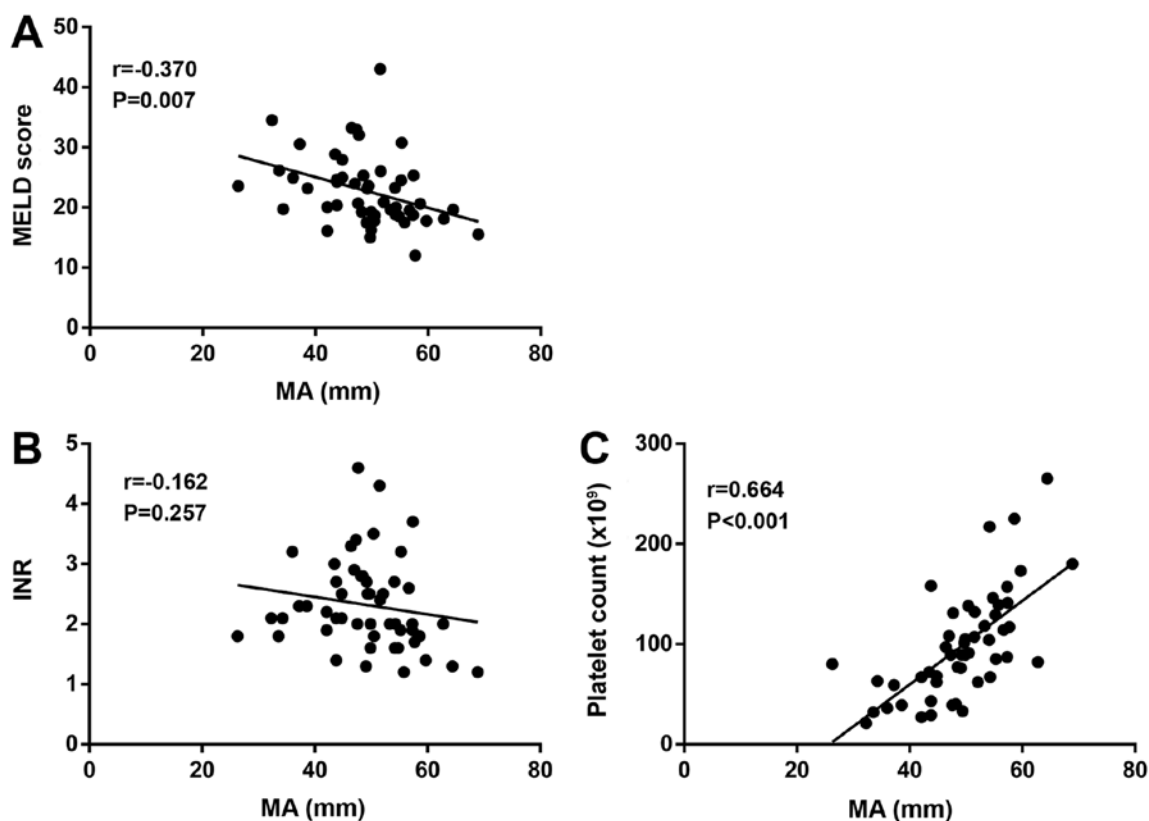 A
50
r=-0.370
P=0.007
40
30
20
10
0
MELD score
0 20 40 60 80
MA (mm)
B
5
r=-0.162
P=0.257
4
3
2
1
0
INR
0 20 40 60 80
MA (mm)
C
300
r=0.664
P<0.001
200
100
0
Platelet count (x10⁹)
0 20 40 60 80
MA (mm)